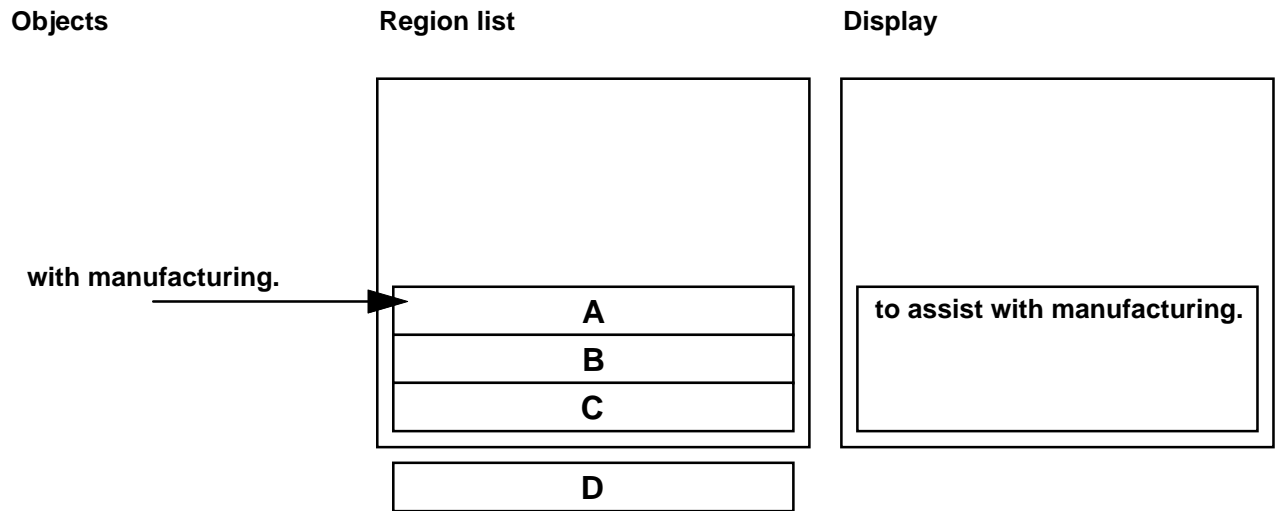 Objects Region list Display
with manufacturing.
A
to assist with manufacturing.
B
C
D